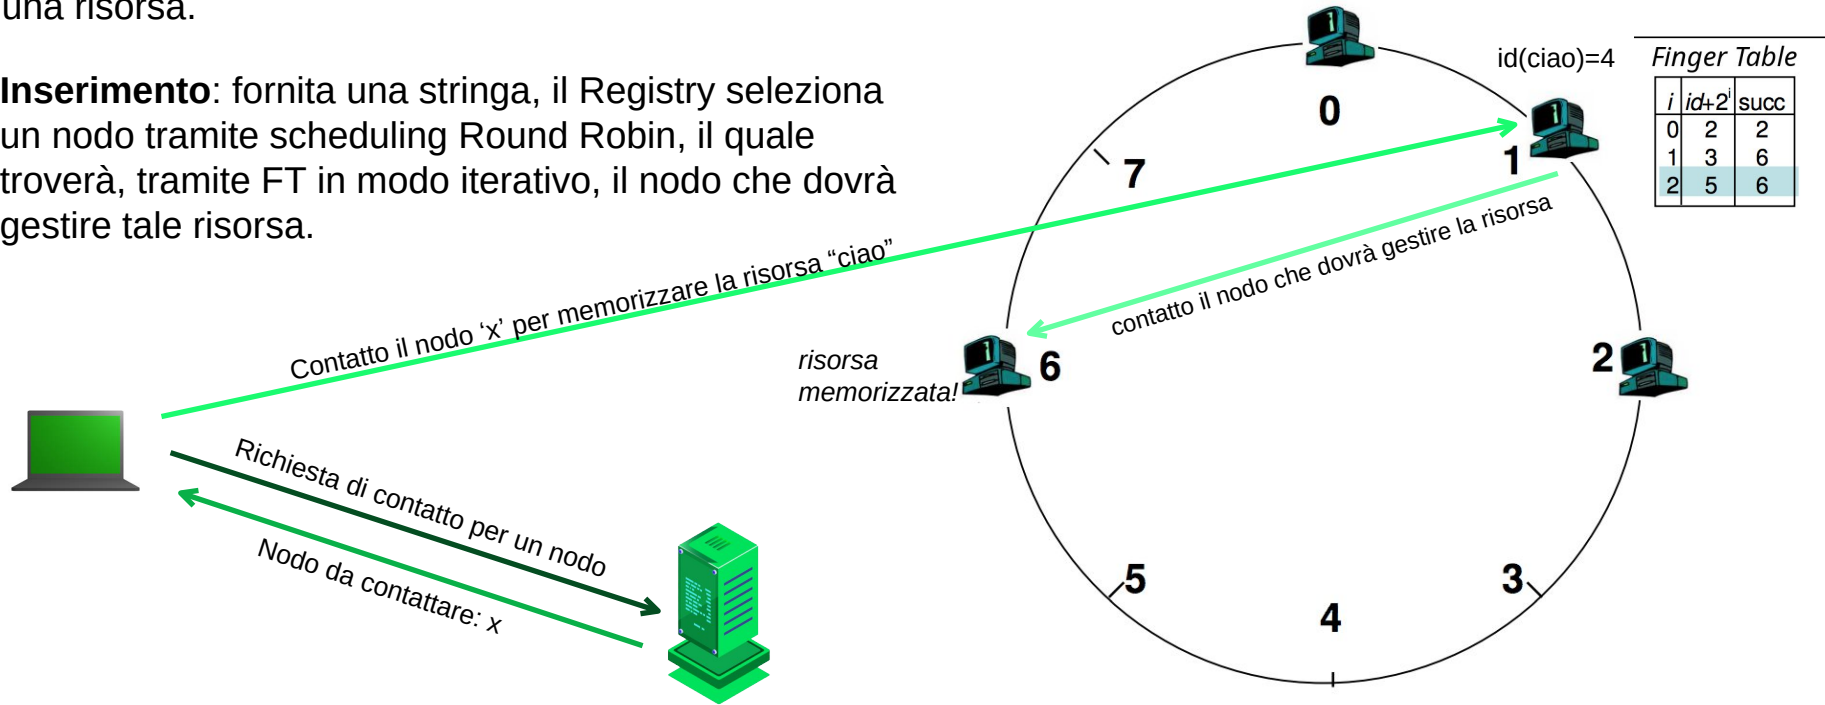 una risorsa.
Inserimento: fornita una stringa, il Registry seleziona
un nodo tramite scheduling Round Robin, il quale
troverà, tramite FT in modo iterativo, il nodo che dovrà
gestire tale risorsa.
id(ciao)=4
Finger Table
i id+2^i succ
0 2 2
1 3 6
2 5 6
0
1
2
3
4
5
6
7
Contatto il nodo ‘x’ per memorizzare la risorsa “ciao”
contatto il nodo che dovrà gestire la risorsa
risorsa
memorizzata!
Richiesta di contatto per un nodo
Nodo da contattare: x